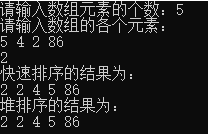 请输入数组元素的个数：5
请输入数组的各个元素：
5 4 2 86
2
快速排序的结果为：
2 2 4 5 86
堆排序的结果为：
2 2 4 5 86